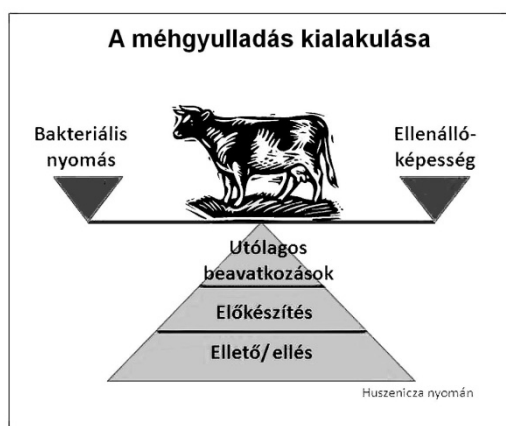 A méhgyulladás kialakulása
Bakteriális
nyomás
Ellenálló-
képesség
Utólagos
beavatkozások
Előkészítés
Ellető/ellés
Huszenicza nyomán